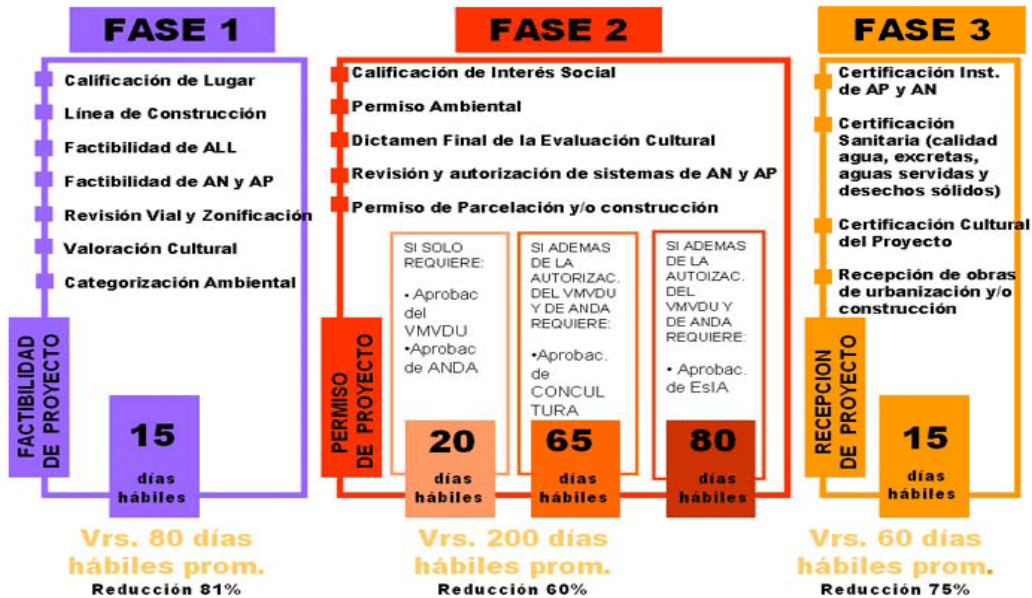 FASE 1
Calificación de Lugar
Línea de Construcción
Factibilidad de ALL
Factibilidad de AN y AP
Revisión Vial y Zonificación
Valoración Cultural
Categorización Ambiental
FACTIBILIDAD
DE PROYECTO
15
días
hábiles
Vrs. 80 días
hábiles prom.
Reducción 81%
FASE 2
Calificación de Interés Social
Permiso Ambiental
Dictamen Final de la Evaluación Cultural
Revisión y autorización de sistemas de AN y AP
Permiso de Parcelación y/o construcción
PERMISO
DE PROYECTO
SI SOLO
REQUIERE:
• Aprobac
del
VMVDU
•Aprobac
de ANDA
20
días
hábiles
SI ADEMAS
DE LA
AUTORIZAC.
DEL VMVDU
Y DE ANDA
REQUIERE:
•Aprobac.
de
CONCUL
TURA
65
días
hábiles
SI ADEMAS
DE LA
AUTOIZAC.
DEL
VMVDU Y
DE ANDA
REQUIERE:
• Aprobac.
de EsIA
80
días
hábiles
Vrs. 200 días
hábiles prom.
Reducción 60%
FASE 3
Certificación Inst.
de AP y AN
Certificación
Sanitaria (calidad
agua, excretas,
aguas servidas y
desechos sólidos)
Certificación Cultural
del Proyecto
Recepción de obras
de urbanización y/o
construcción
RECEPCION
DE PROYECTO
15
días
hábiles
Vrs. 60 días
hábiles prom.
Reducción 75%